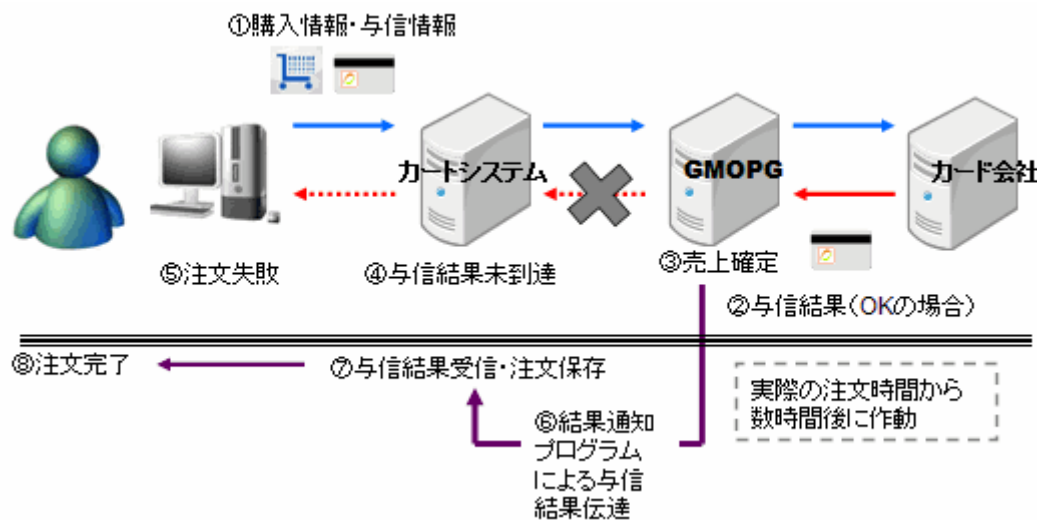 ①購入情報・与信情報
カートシステム
GMOPG
カード会社
⑤注文失敗
④与信結果未到達
③売上確定
②与信結果(OKの場合)
⑧注文完了
⑦与信結果受信・注文保存
実際の注文時間から
数時間後に作動
⑥結果通知
プログラム
による与信
結果伝達